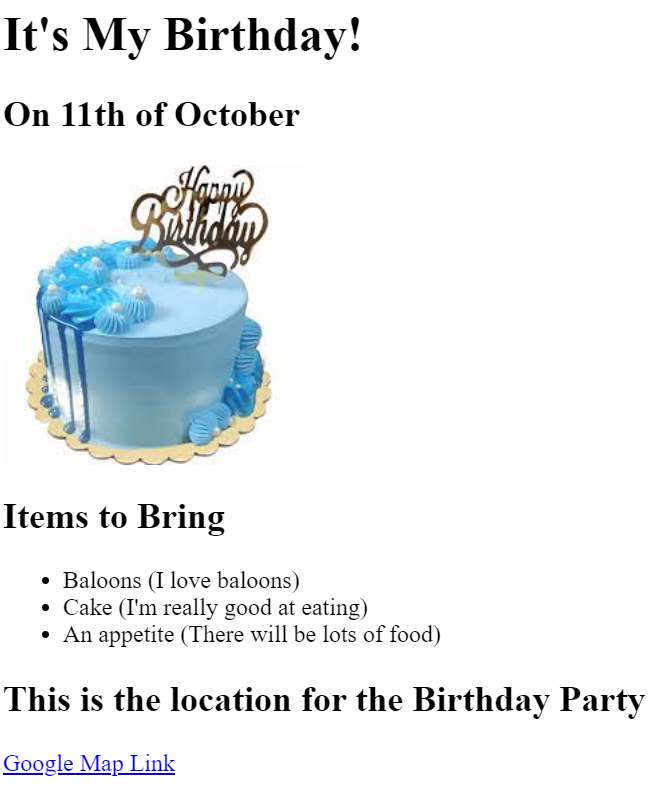 It's My Birthday!
On 11th of October
Happy
Birthday
Items to Bring
Baloons (I love baloons)
Cake (I'm really good at eating)
An appetite (There will be lots of food)
This is the location for the Birthday Party
Google Map Link